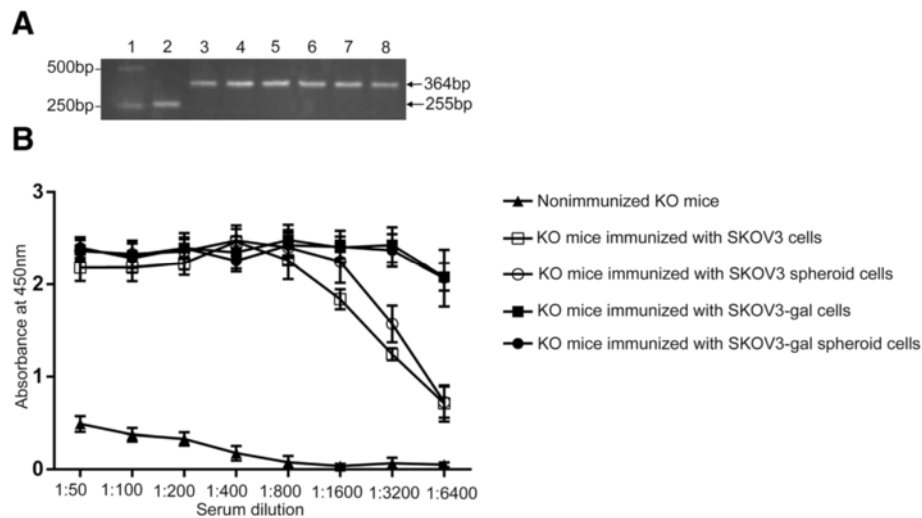 A
1 2 3 4 5 6 7 8
500bp
364bp
250bp
255bp
B
3
2
1
0
Absorbance at 450nm
1:50 1:100 1:200 1:400 1:800 1:1600 1:3200 1:6400
Serum dilution
Nonimmunized KO mice
KO mice immunized with SKOV3 cells
KO mice immunized with SKOV3 spheroid cells
KO mice immunized with SKOV3-gal cells
KO mice immunized with SKOV3-gal spheroid cells